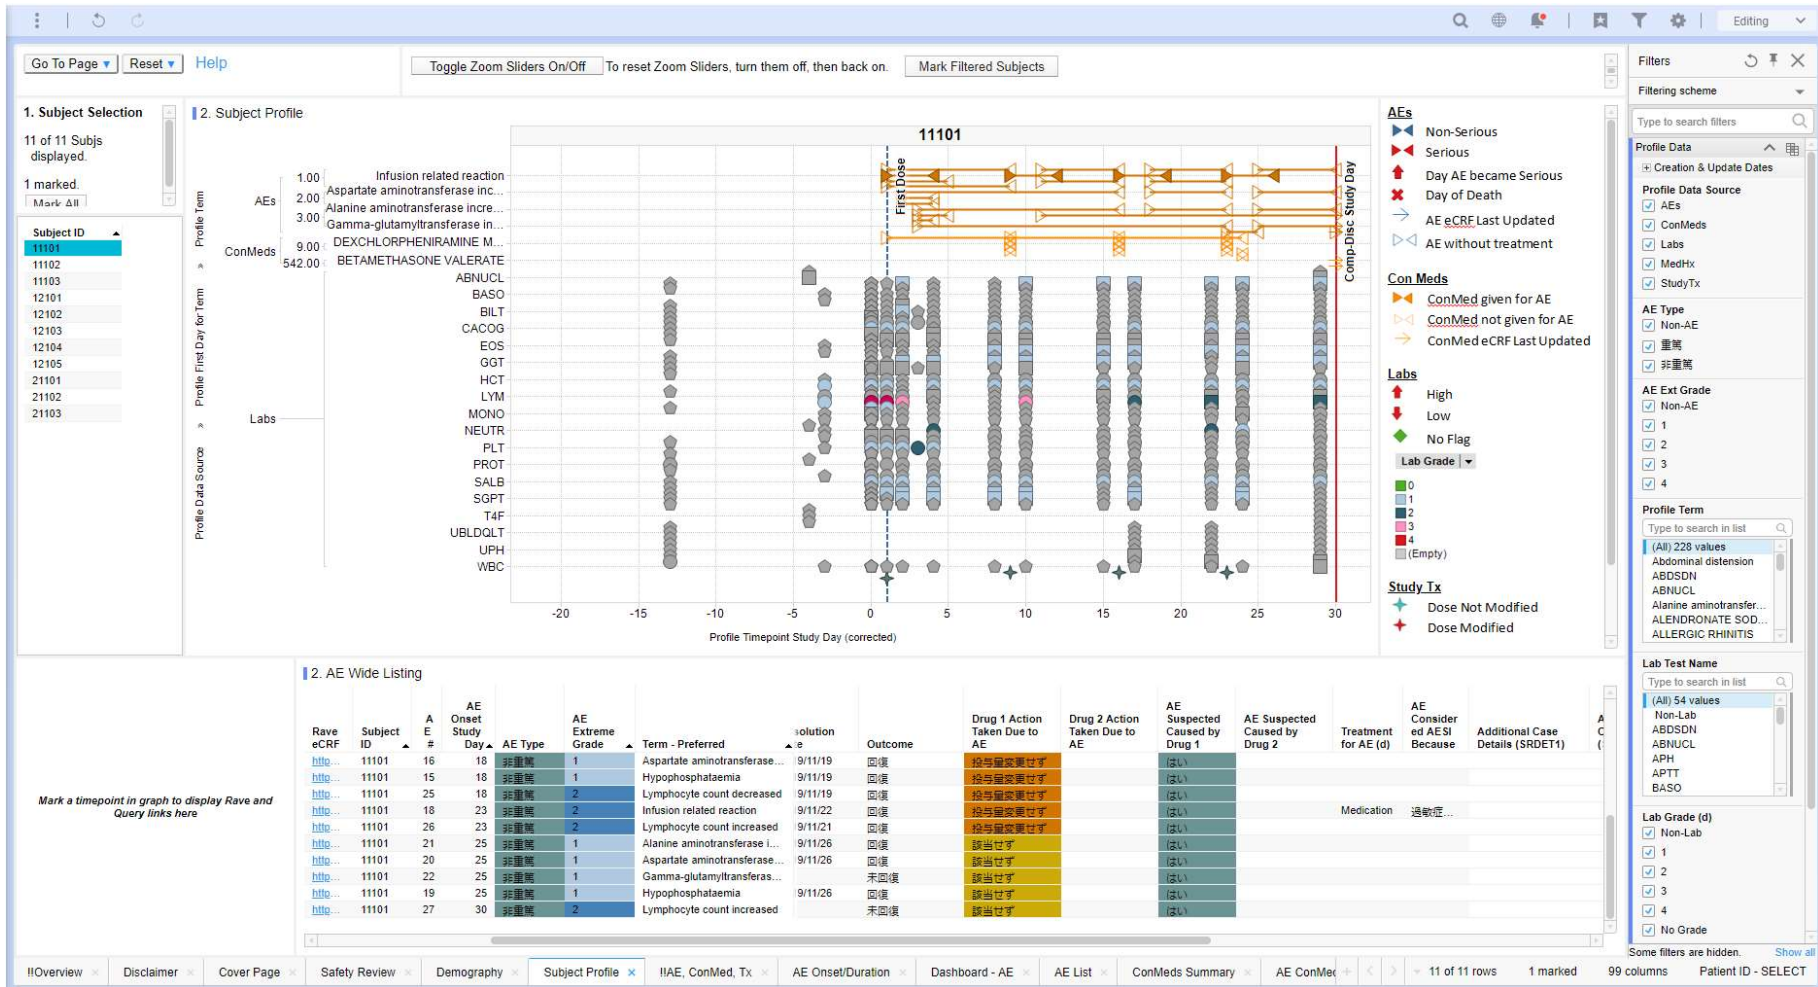 Editing
Go To Page ▼
Reset ▼
Help
Toggle Zoom Sliders On/Off
To reset Zoom Sliders, turn them off, then back on.
Mark Filtered Subjects
1. Subject Selection
11 of 11 Subjs
displayed.
1 marked.
Mark All
Subject ID
11101
11102
11103
12101
12102
12103
12104
12105
21101
21102
21103
2. Subject Profile
11101
Profile Term
Profile First Day for Term
Profile Data Source
AEs
ConMeds
Labs
1.00
2.00
3.00
9.00
542.00
Infusion related reaction
Aspartate aminotransferase inc...
Alanine aminotransferase incre...
Gamma-glutamyltransferase in...
DEXCHLORPHENIRAMINE M...
BETAMETHASONE VALERATE
ABNUCL
BASO
BILT
CACOG
EOS
GGT
HCT
LYM
MONO
NEUTR
PLT
PROT
SALB
SGPT
T4F
UBLDQLT
UPH
WBC
First Dose
Comp-Disc Study Day
-20 -15 -10 -5 0 5 10 15 20 25 30
Profile Timepoint Study Day (corrected)
AEs
Non-Serious
Serious
Day AE became Serious
Day of Death
AE eCRF Last Updated
AE without treatment
Con Meds
ConMed given for AE
ConMed not given for AE
ConMed eCRF Last Updated
Labs
High
Low
No Flag
Lab Grade
0
1
2
3
4
(Empty)
Study Tx
Dose Not Modified
Dose Modified
Filters
Filtering scheme
Type to search filters
Profile Data
Creation & Update Dates
Profile Data Source
AEs
ConMeds
Labs
MedHx
StudyTx
AE Type
Non-AE
重篤
非重篤
AE Ext Grade
Non-AE
1
2
3
4
Profile Term
Type to search in list
(All) 228 values
Abdominal distension
ABDSDN
ABNUCL
Alanine aminotransfer...
ALENDRONATE SOD...
ALLERGIC RHINITIS
Lab Test Name
Type to search in list
(All) 54 values
Non-Lab
ABDSDN
ABNUCL
APH
APTT
BASO
Lab Grade (d)
Non-Lab
1
2
3
4
No Grade
Some filters are hidden. Show all
Mark a timepoint in graph to display Rave and
Query links here
2. AE Wide Listing
Rave eCRF | Subject ID | A E # | AE Onset Study Day | AE Type | AE Extreme Grade | Term - Preferred | solution | Outcome | Drug 1 Action Taken Due to AE | Drug 2 Action Taken Due to AE | AE Suspected Caused by Drug 1 | AE Suspected Caused by Drug 2 | Treatment for AE (d) | AE Consider ed AESI Because | Additional Case Details (SRDET1)
http... 11101 16 18 非重篤 1 Aspartate aminotransferase... 9/11/19 回復 投与量変更せず はい
http... 11101 15 18 非重篤 1 Hypophosphataemia 9/11/19 回復 投与量変更せず はい
http... 11101 25 18 非重篤 2 Lymphocyte count decreased 9/11/19 回復 投与量変更せず はい
http... 11101 18 23 非重篤 2 Infusion related reaction 9/11/22 回復 投与量変更せず はい Medication 過敏症...
http... 11101 26 23 非重篤 2 Lymphocyte count increased 9/11/21 回復 投与量変更せず はい
http... 11101 21 25 非重篤 1 Alanine aminotransferase i... 9/11/26 回復 該当せず はい
http... 11101 20 25 非重篤 1 Aspartate aminotransferase... 9/11/26 回復 該当せず はい
http... 11101 22 25 非重篤 1 Gamma-glutamyltransferas... 未回復 該当せず はい
http... 11101 19 25 非重篤 1 Hypophosphataemia 9/11/26 回復 該当せず はい
http... 11101 27 30 非重篤 2 Lymphocyte count increased 未回復 該当せず はい
!!Overview
Disclaimer
Cover Page
Safety Review
Demography
Subject Profile
!!AE, ConMed, Tx
AE Onset/Duration
Dashboard - AE
AE List
ConMeds Summary
AE ConMed
11 of 11 rows
1 marked
99 columns
Patient ID - SELECT